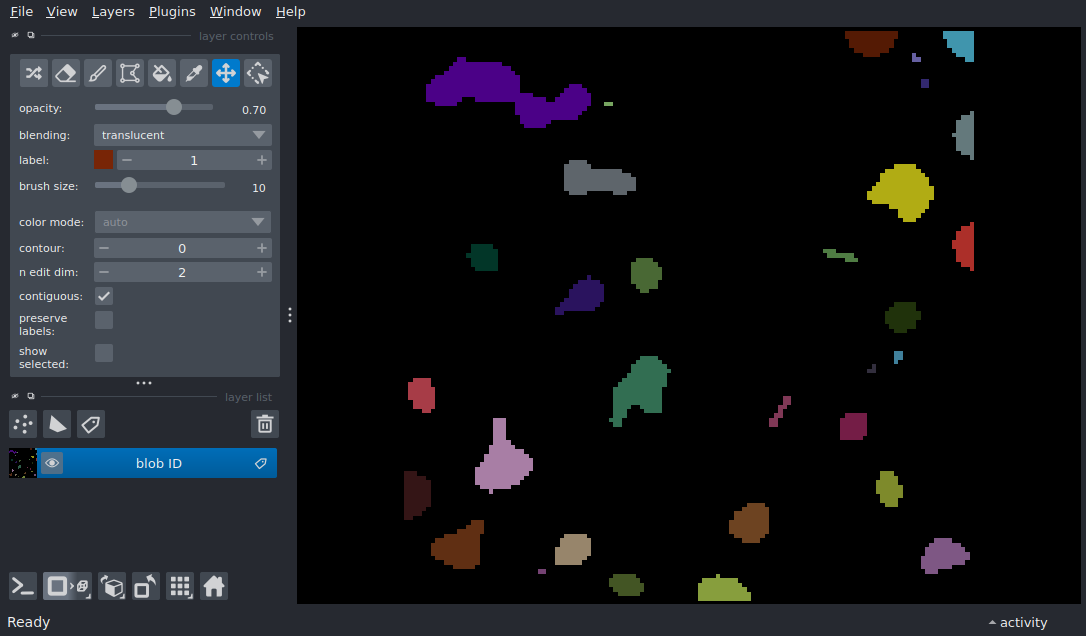 File View Layers Plugins Window Help
layer controls
opacity: 0.70
blending: translucent
label: 1
brush size: 10
color mode: auto
contour: 0
n edit dim: 2
contiguous:
preserve
labels:
show
selected:
layer list
blob ID
Ready
activity